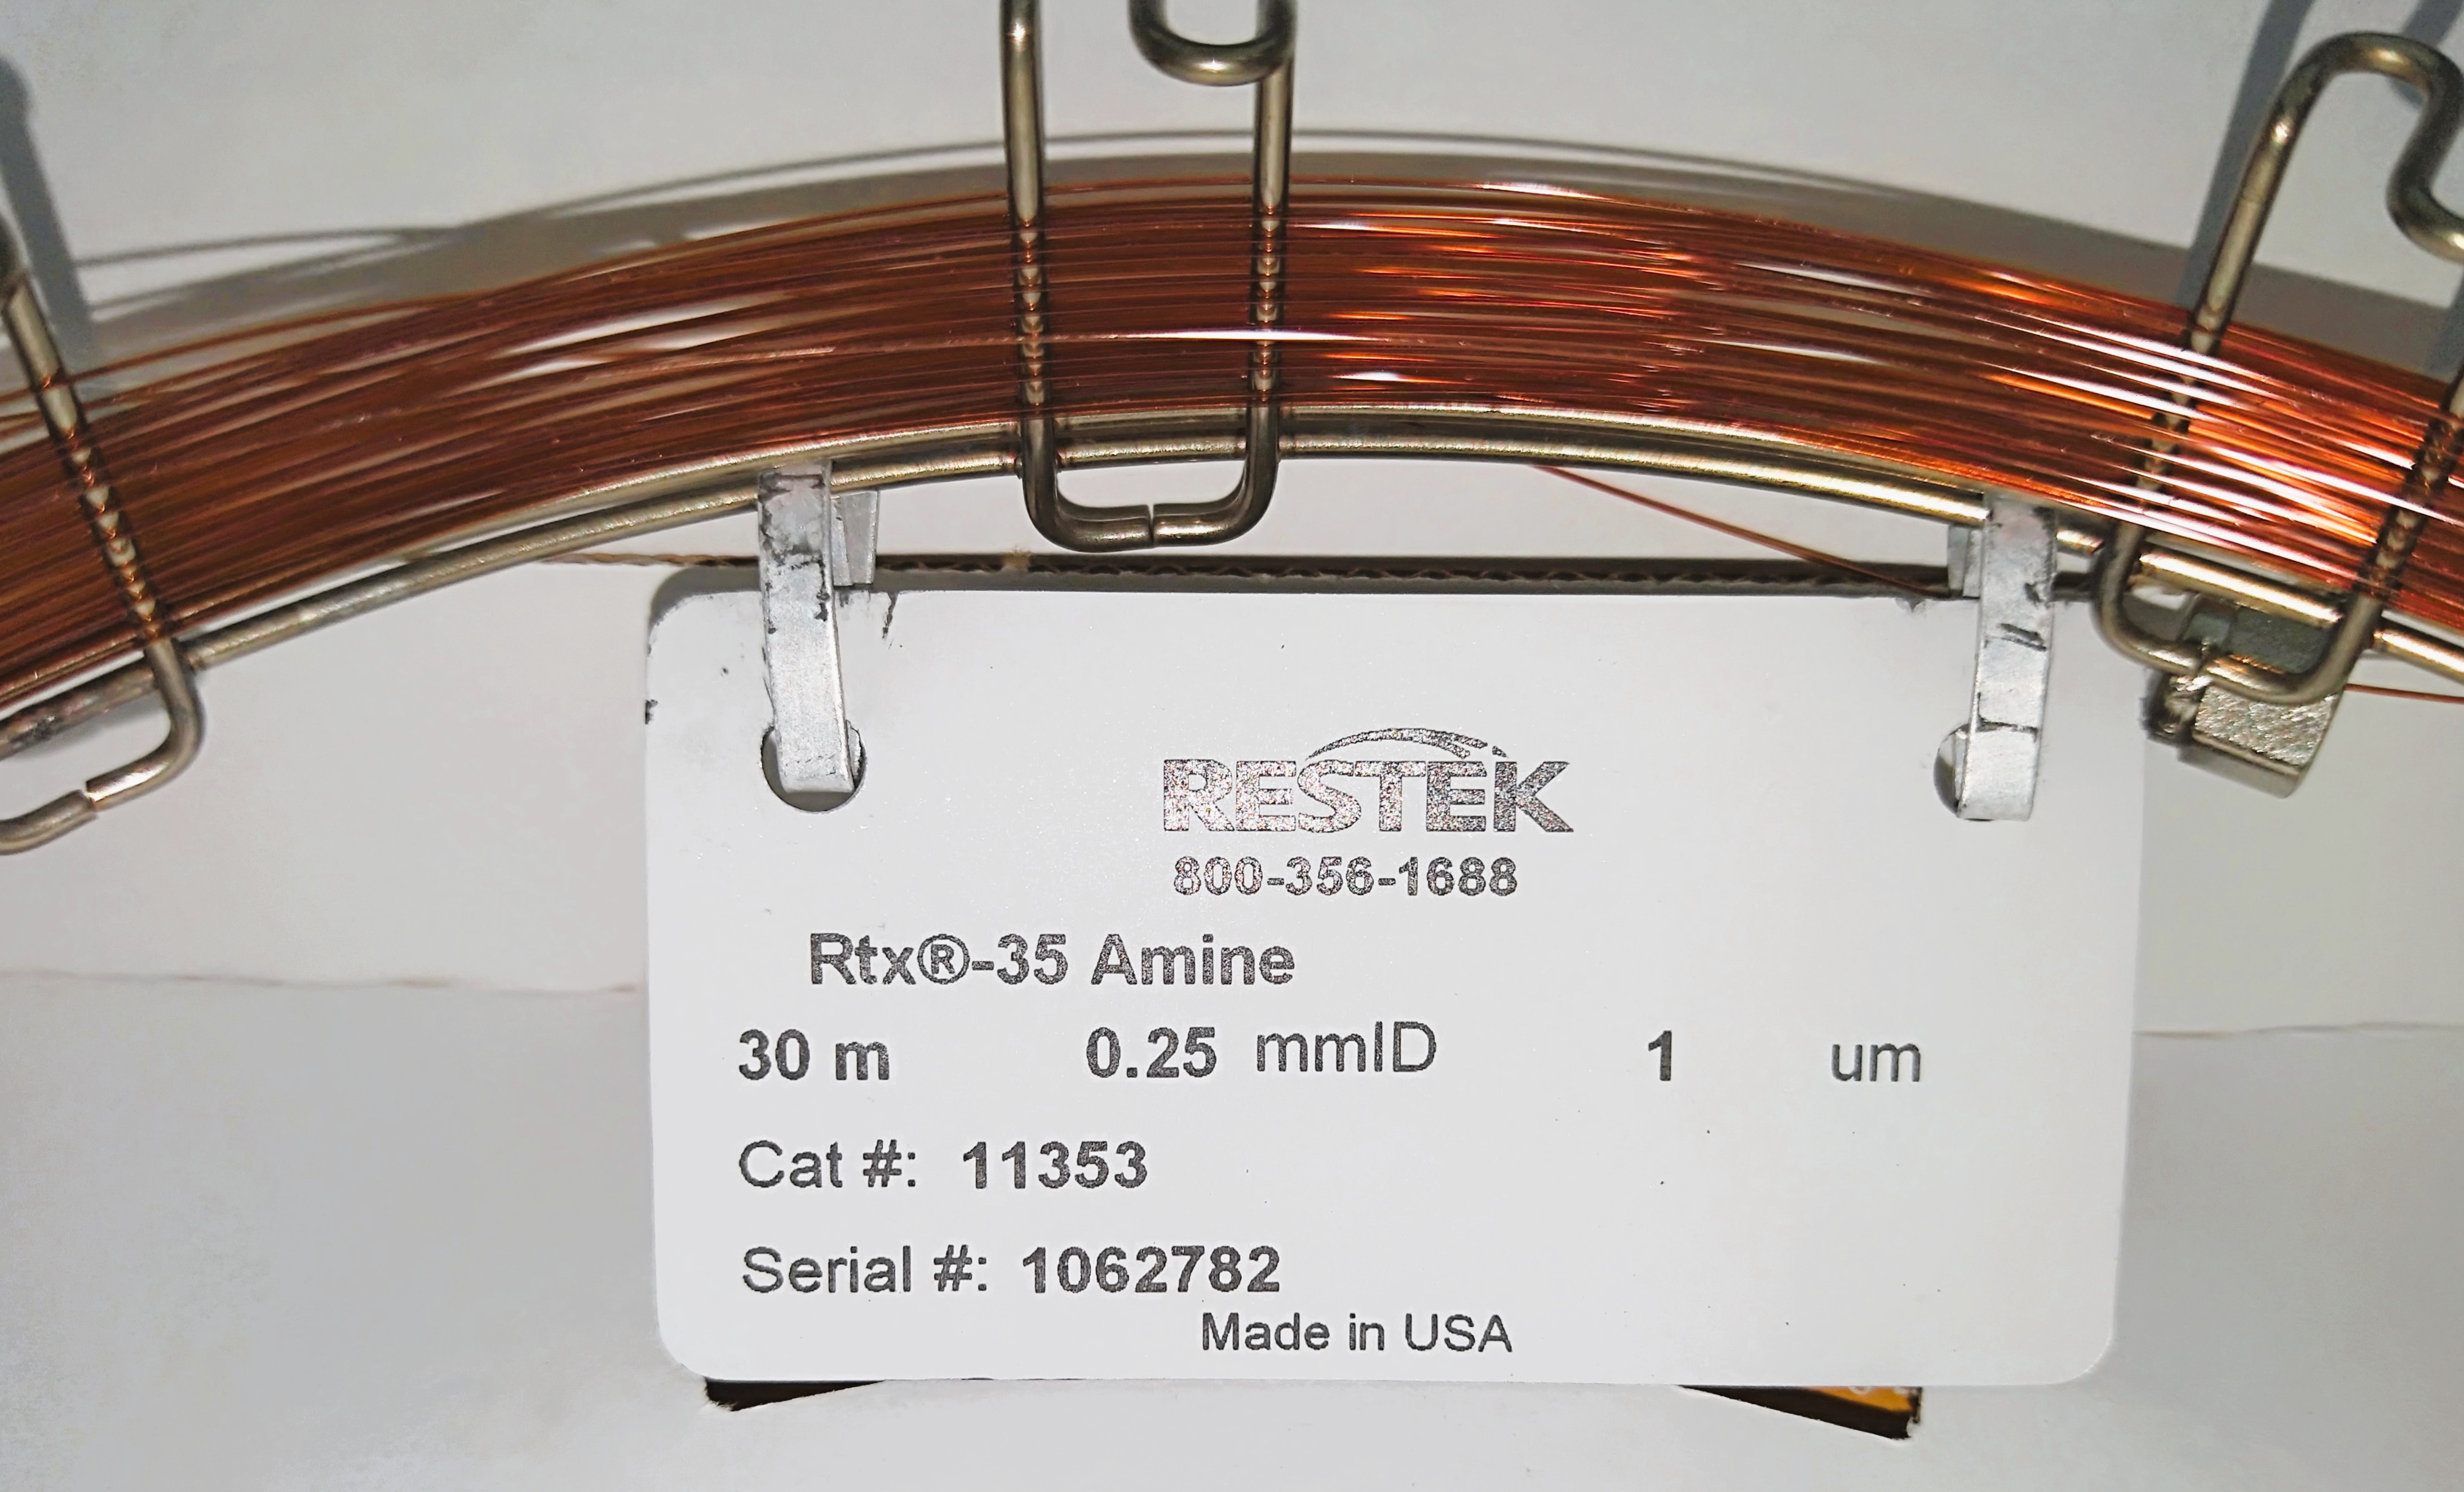 RESTEK
800-356-1688
Rtx®-35 Amine
30 m 0.25 mmID 1 um
Cat #: 11353
Serial #: 1062782
Made in USA